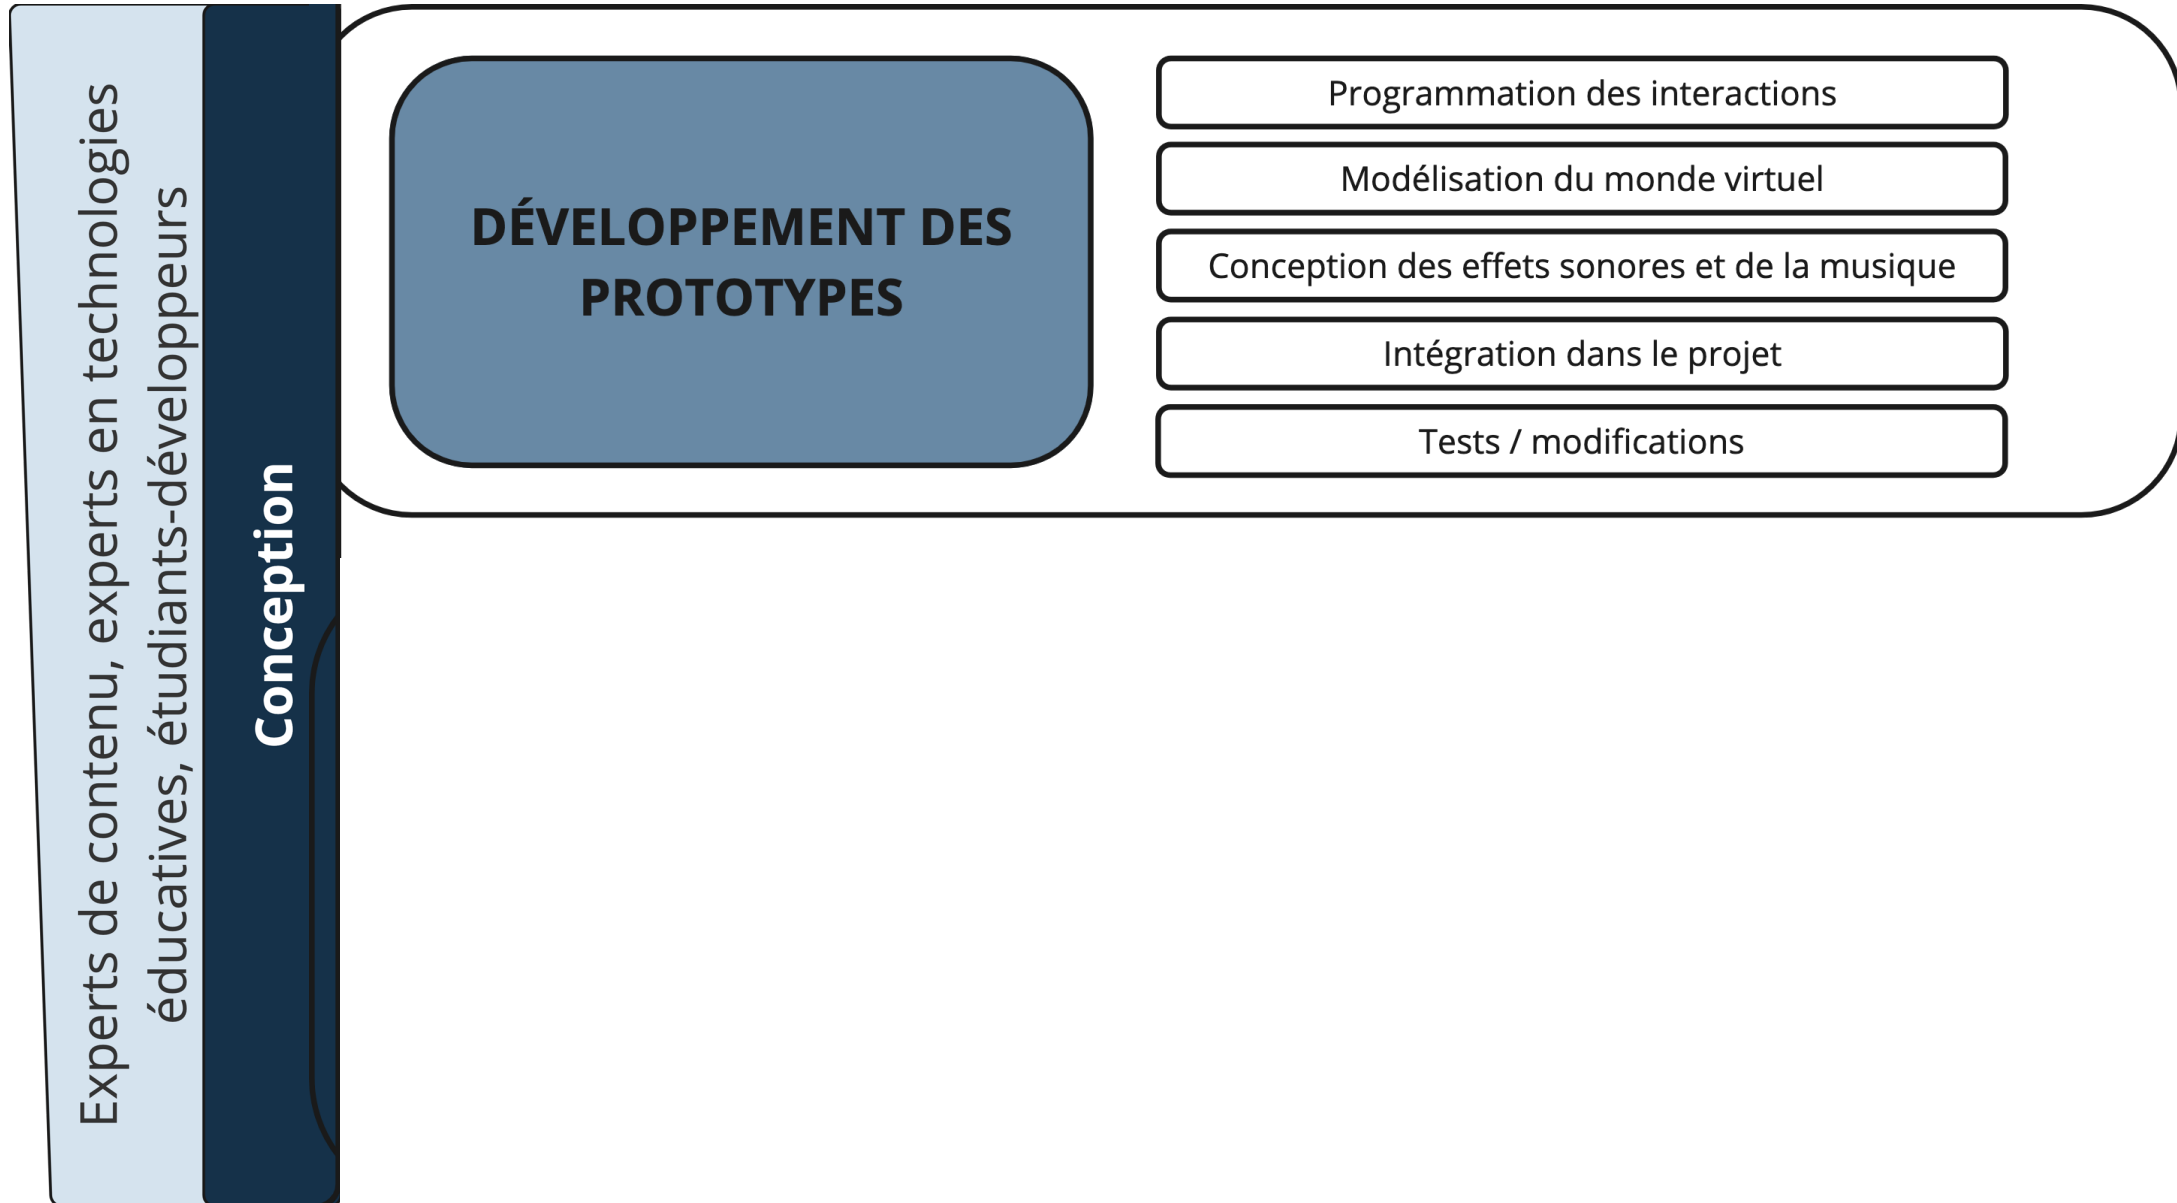 Experts de contenu, experts en technologies
éducatives, étudiants-développeurs
Conception
DÉVELOPPEMENT DES
PROTOTYPES
Programmation des interactions
Modélisation du monde virtuel
Conception des effets sonores et de la musique
Intégration dans le projet
Tests / modifications